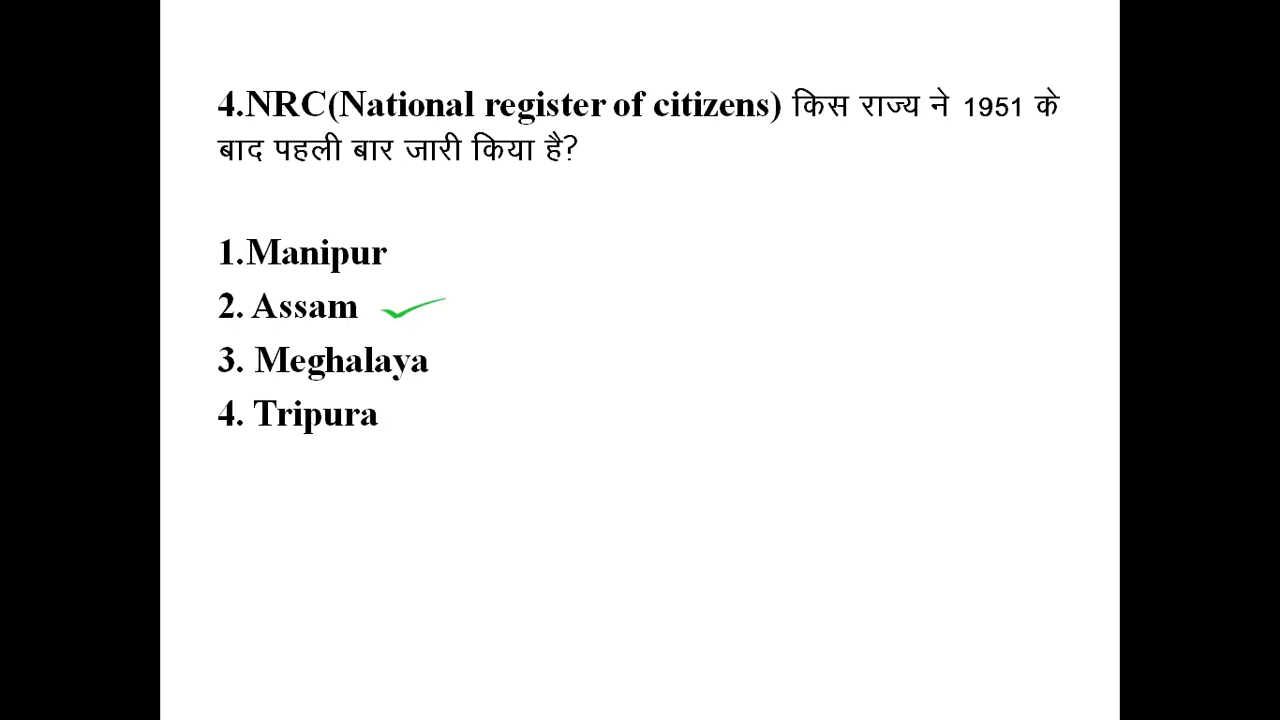 4.NRC(National register of citizens) किस राज्य ने 1951 के
बाद पहली बार जारी किया है?
1.Manipur
2. Assam
3. Meghalaya
4. Tripura